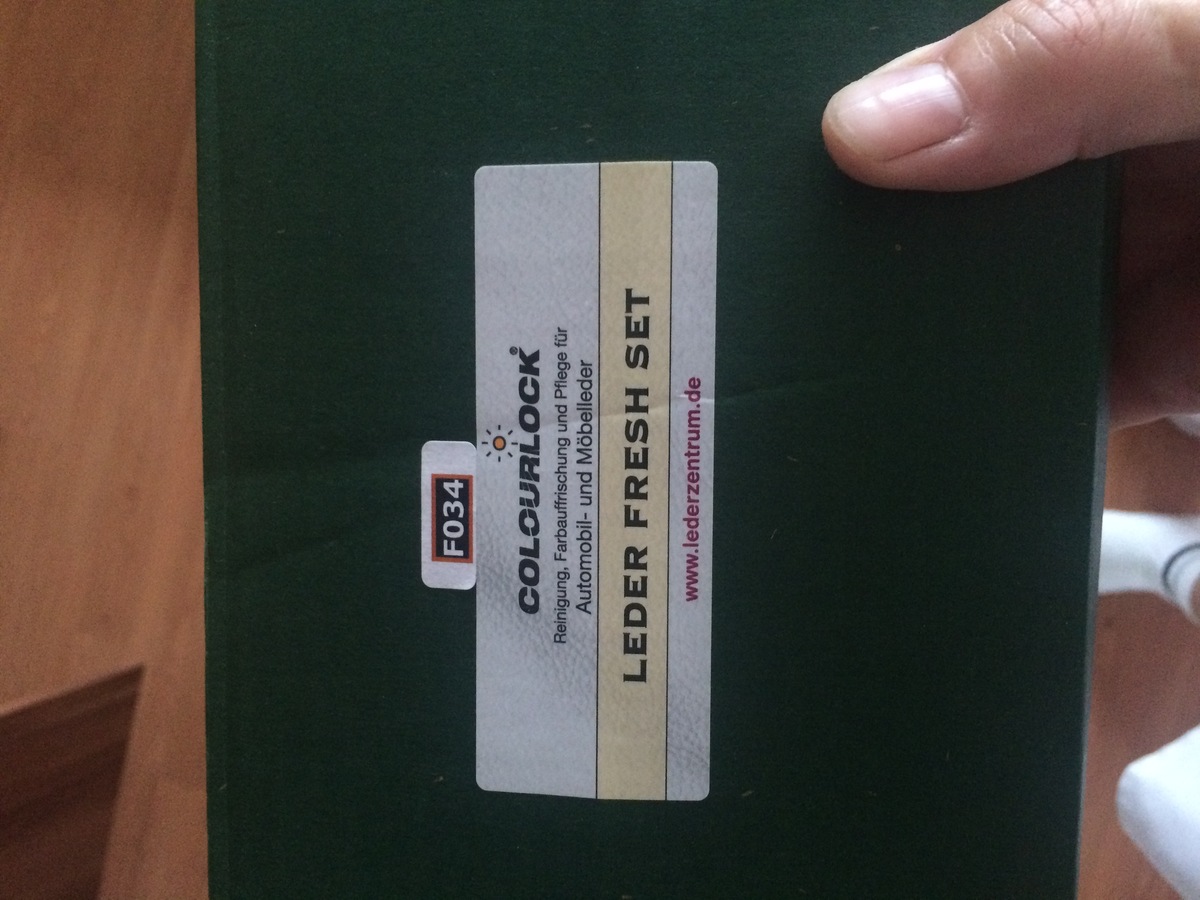 F034
COLOURLOCK®
Reinigung, Farbauffrischung und Pflege für
Automobil- und Möbelleder
LEDER FRESH SET
www.lederzentrum.de